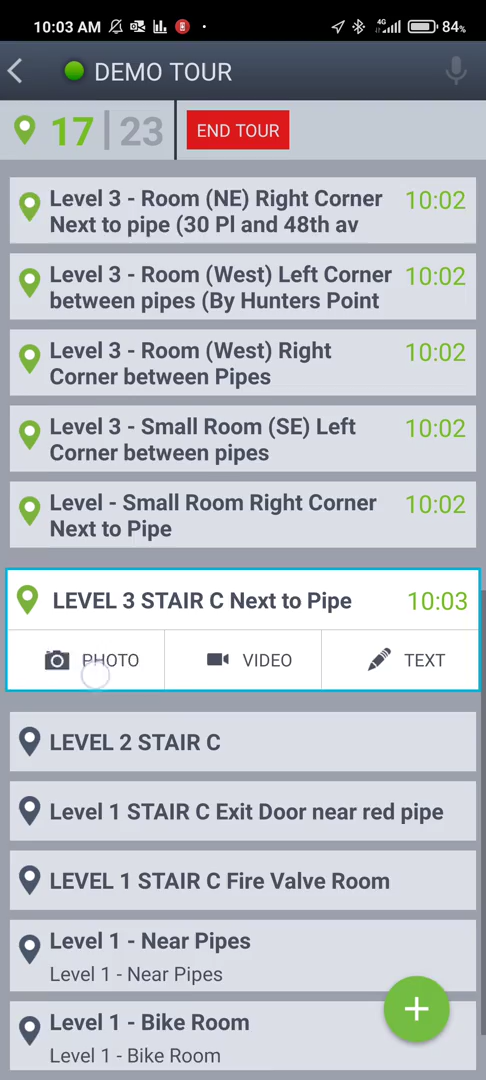 10:03 AM
4G
84%
DEMO TOUR
17 | 23
END TOUR
Level 3 - Room (NE) Right Corner
Next to pipe (30 Pl and 48th av
10:02
Level 3 - Room (West) Left Corner
between pipes (By Hunters Point
10:02
Level 3 - Room (West) Right
Corner between Pipes
10:02
Level 3 - Small Room (SE) Left
Corner between pipes
10:02
Level - Small Room Right Corner
Next to Pipe
10:02
LEVEL 3 STAIR C Next to Pipe
10:03
PHOTO
VIDEO
TEXT
LEVEL 2 STAIR C
Level 1 STAIR C Exit Door near red pipe
LEVEL 1 STAIR C Fire Valve Room
Level 1 - Near Pipes
Level 1 - Near Pipes
Level 1 - Bike Room
Level 1 - Bike Room
+